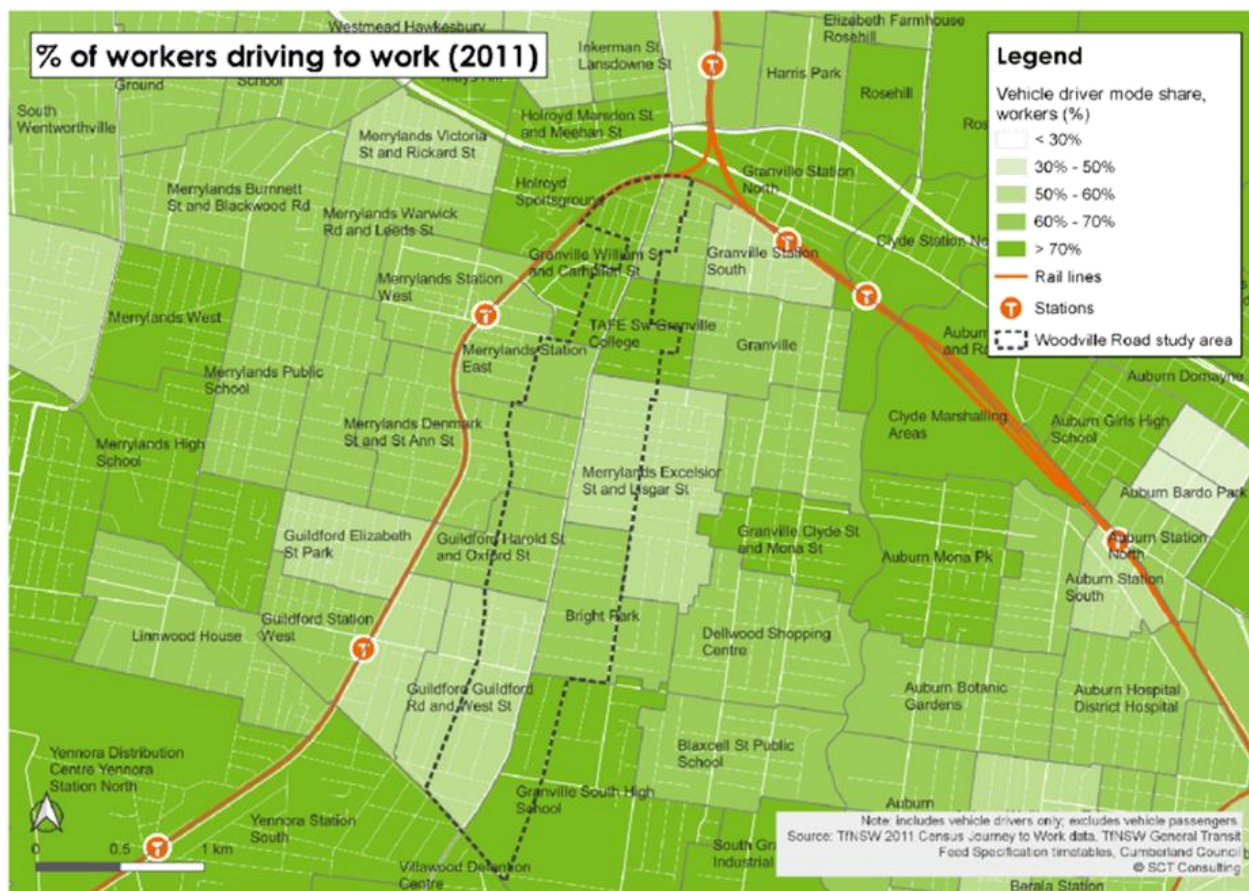 % of workers driving to work (2011)
Westmead Hawkesbury
Ground
School
South
Wentworthville
Inkerman St
Lansdowne St
Elizabeth Farmhouse
Rosehill
Harris Park
Rosehill
Holroyd Marsden St
and Meehan St
Merrylands Victoria
St and Rickard St
Merrylands Burnnett
St and Blackwood Rd
Merrylands Warwick
Rd and Leeds St
Holroyd
Sportsground
Granville Station
North
Clyde Station
Granville William St
and Campbell St
Granville Station
South
Merrylands Station
West
Merrylands West
Merrylands Station
East
TAFE Sw Granville
College
Granville
Auburn
Auburn Domayne
Merrylands Public
School
Merrylands Denmark
St and St Ann St
Clyde Marshalling
Areas
Auburn Girls High
School
Merrylands High
School
Merrylands Excelsior
St and Lisgar St
Auburn Bardo Park
Guildford Elizabeth
St Park
Guildford Harold St
and Oxford St
Granville Clyde St
and Mona St
Auburn Mona Pk
Auburn Station
North
Auburn Station
South
Linnwood House
Guildford Station
West
Bright Park
Dellwood Shopping
Centre
Guildford Guildford
Rd and West St
Auburn Botanic
Gardens
Auburn Hospital
District Hospital
Yennora Distribution
Centre Yennora
Station North
Blaxcell St Public
School
Granville South High
School
Yennora Station
South
Villawood Detention
Centre
South
Industrial
Auburn
Berala Station
0 0.5 1 km
Legend
Vehicle driver mode share,
workers (%)
< 30%
30% - 50%
50% - 60%
60% - 70%
> 70%
Rail lines
T Stations
Woodville Road study area
Note: includes vehicle drivers only; excludes vehicle passengers.
Source: TfNSW 2011 Census Journey to Work data, TfNSW General Transit
Feed Specification timetables, Cumberland Council
© SCT Consulting